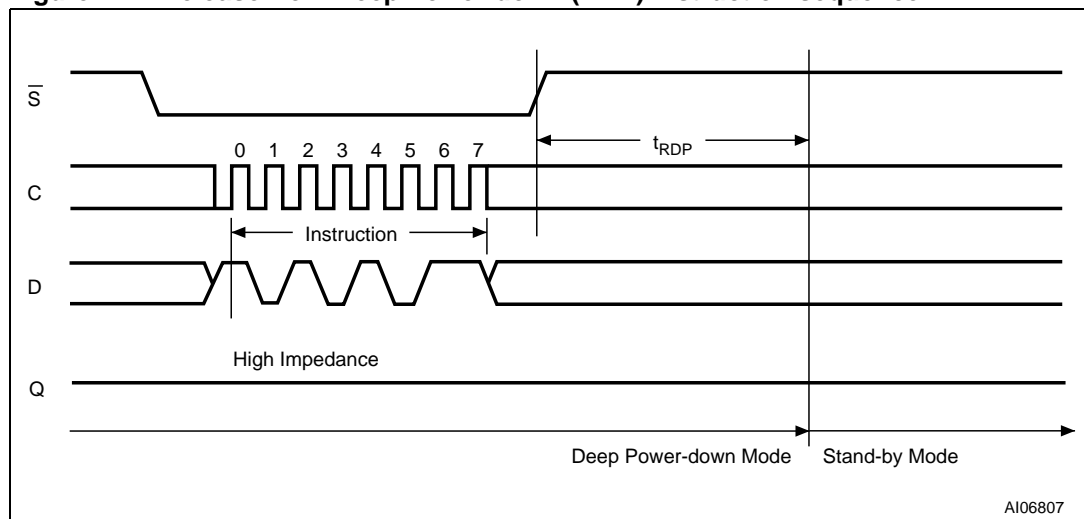 S
tRDP
0 1 2 3 4 5 6 7
C
Instruction
D
High Impedance
Q
Deep Power-down Mode Stand-by Mode
AI06807